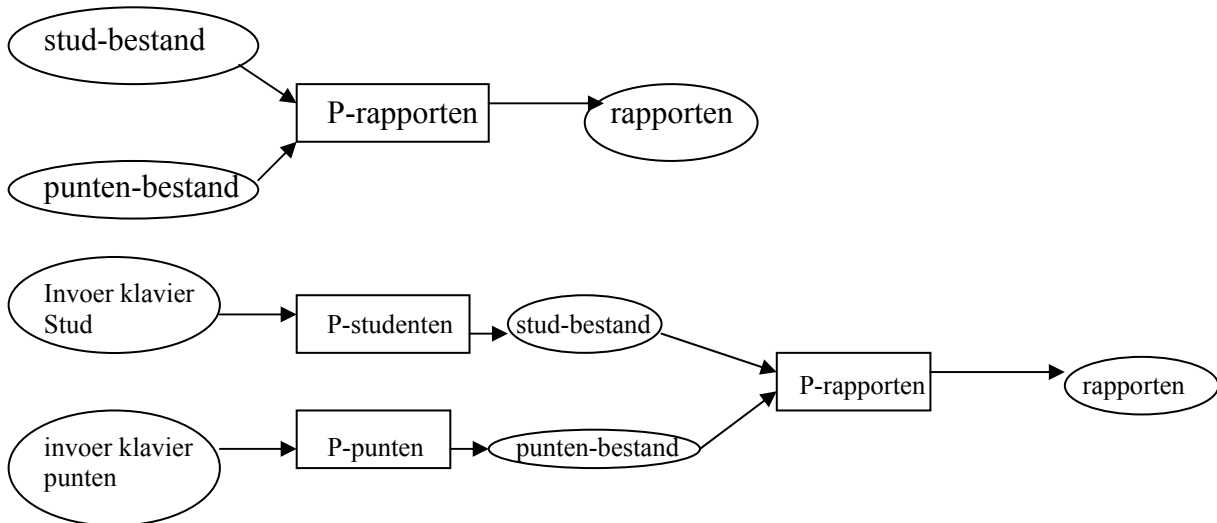 stud-bestand
P-rapporten
rapporten
punten-bestand
Invoer klavier
Stud
P-studenten
stud-bestand
P-rapporten
rapporten
invoer klavier
punten
P-punten
punten-bestand